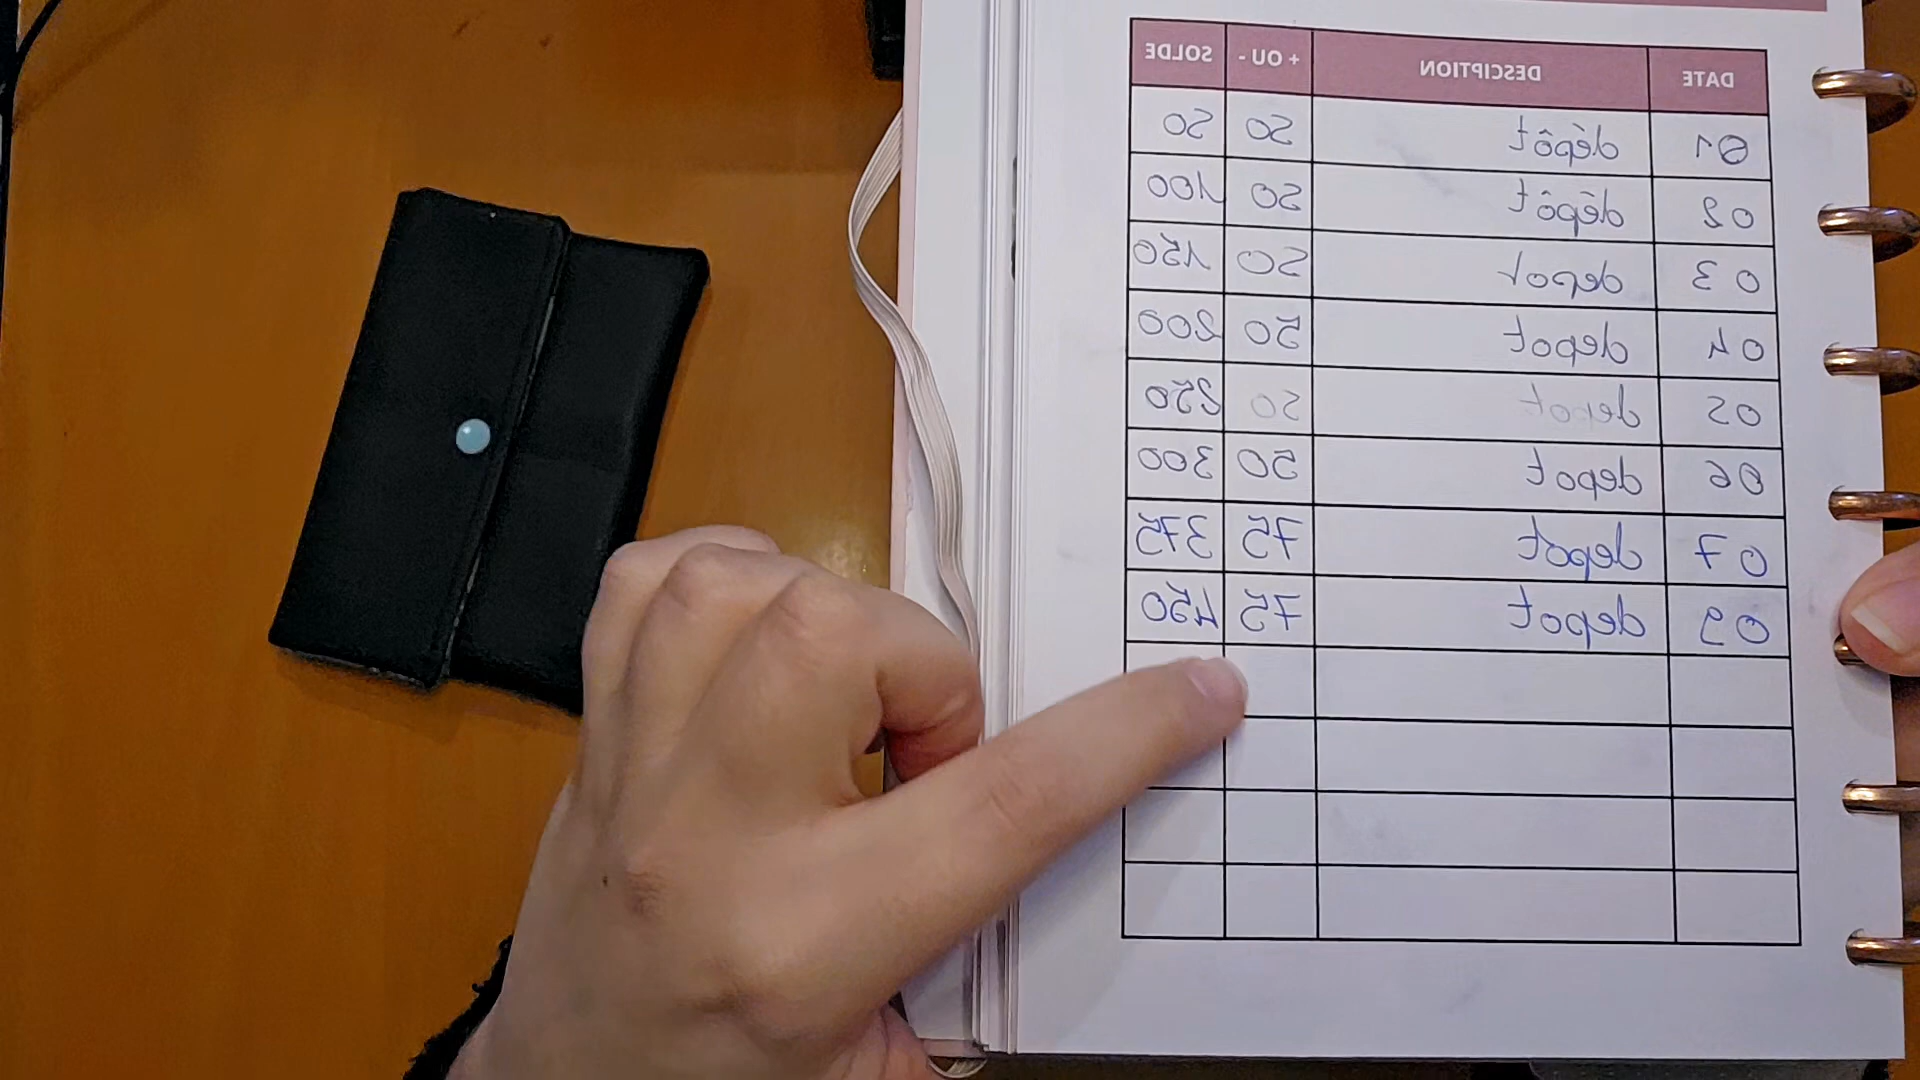 DATE DESCIPTION + OU - SOLDE
01 dépôt 50 50
02 dépôt 50 100
03 depot 50 150
04 depot 50 200
05 depot 50 250
06 depot 50 300
07 depot 75 375
09 depot 75 450